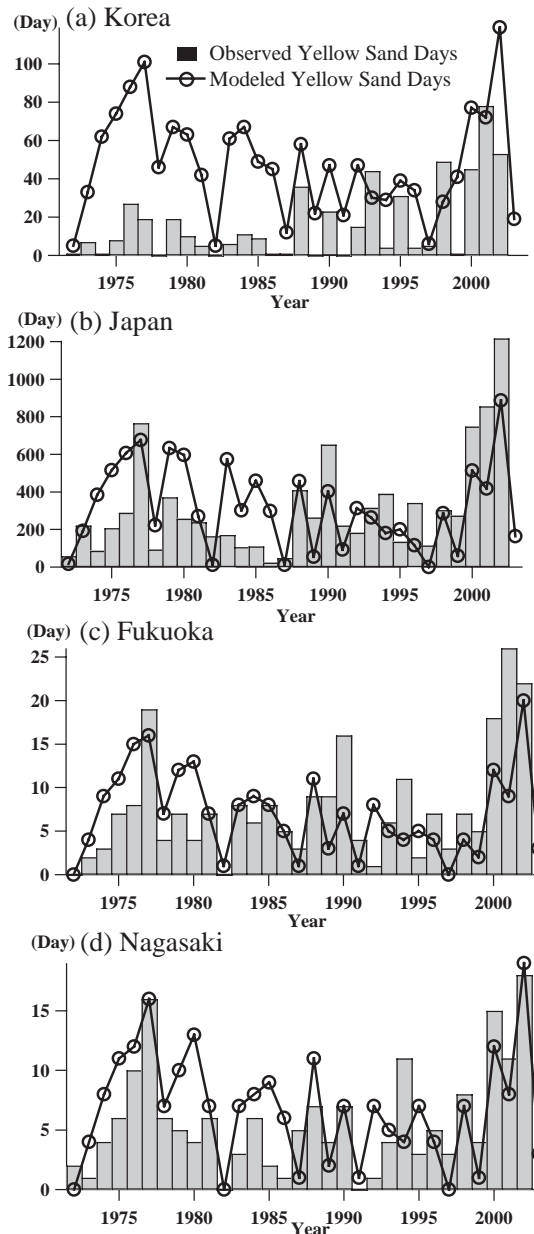 (Day) (a) Korea
Observed Yellow Sand Days
Modeled Yellow Sand Days
100
80
60
40
20
0
1975 1980 1985 1990 1995 2000
Year
(Day) (b) Japan
1200
1000
800
600
400
200
0
1975 1980 1985 1990 1995 2000
Year
(Day) (c) Fukuoka
25
20
15
10
5
0
1975 1980 1985 1990 1995 2000
Year
(Day) (d) Nagasaki
15
10
5
0
1975 1980 1985 1990 1995 2000
Year